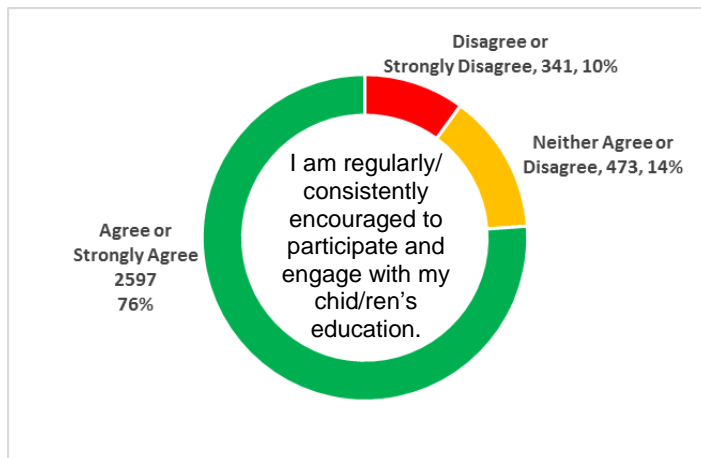 Disagree or
Strongly Disagree, 341, 10%
Neither Agree or
Disagree, 473, 14%
I am regularly/
consistently
encouraged to
participate and
engage with my
chid/ren’s
education.
Agree or
Strongly Agree
2597
76%